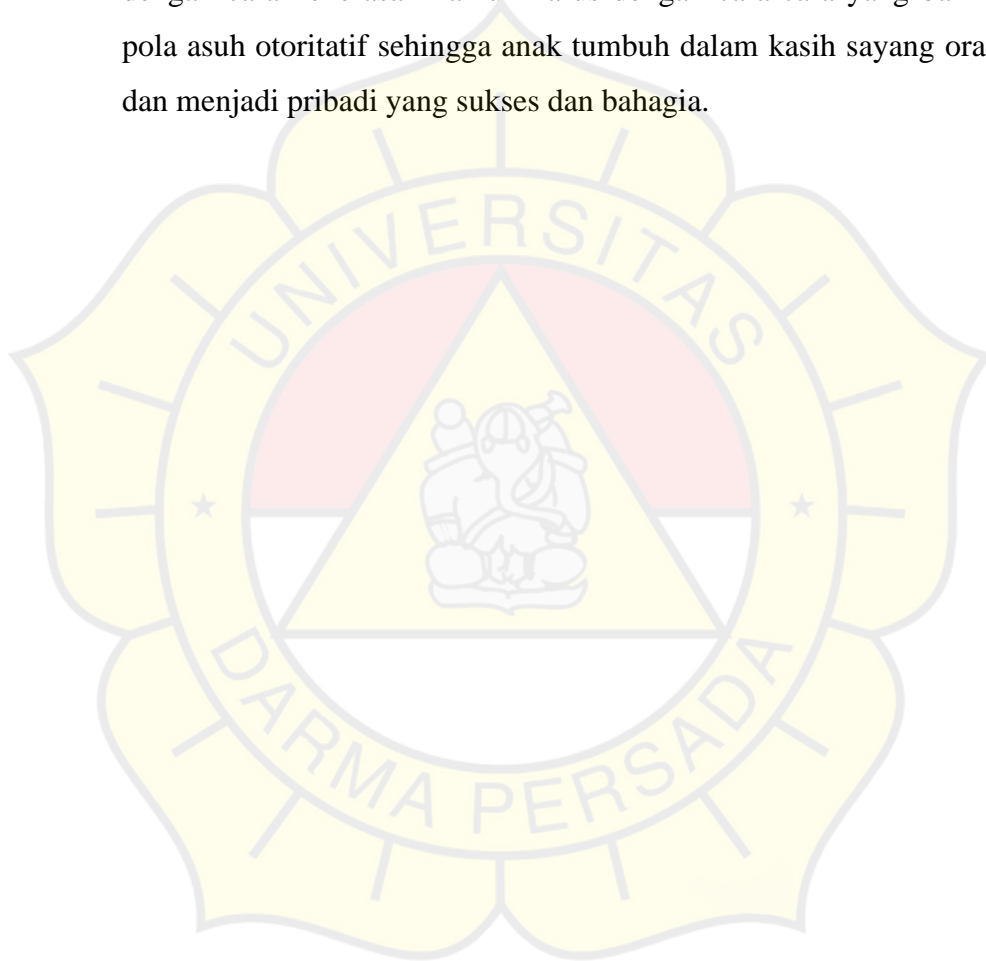 pola asuh otoritatif sehingga anak tumbuh dalam kasih sayang
dan menjadi pribadi yang sukses dan bahagia.
UNIVERSITAS
DARMA PERSADA